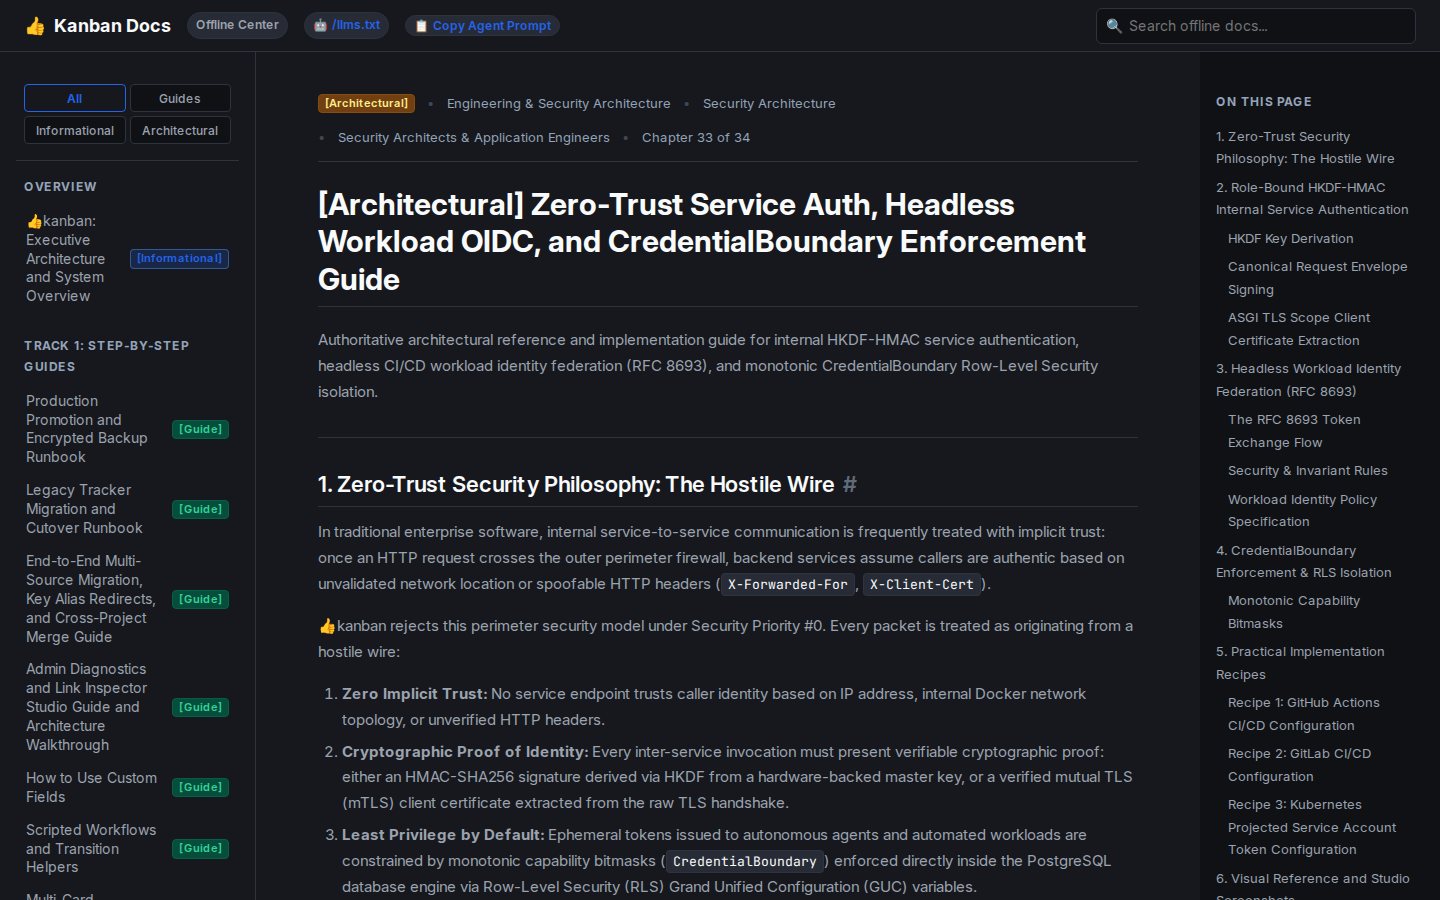 👍 Kanban Docs
Offline Center
🤖 /llms.txt
📋 Copy Agent Prompt
🔍 Search offline docs...
All
Guides
Informational
Architectural
OVERVIEW
👍kanban:
Executive
Architecture
and System
Overview
[Informational]
TRACK 1: STEP-BY-STEP
GUIDES
Production
Promotion and
Encrypted Backup
Runbook
[Guide]
Legacy Tracker
Migration and
Cutover Runbook
[Guide]
End-to-End Multi-
Source Migration,
Key Alias Redirects,
and Cross-Project
Merge Guide
[Guide]
Admin Diagnostics
and Link Inspector
Studio Guide and
Architecture
Walkthrough
[Guide]
How to Use Custom
Fields
[Guide]
Scripted Workflows
and Transition
Helpers
[Guide]
Multi-Card
[Architectural] • Engineering & Security Architecture • Security Architecture
• Security Architects & Application Engineers • Chapter 33 of 34
[Architectural] Zero-Trust Service Auth, Headless
Workload OIDC, and CredentialBoundary Enforcement
Guide
Authoritative architectural reference and implementation guide for internal HKDF-HMAC service authentication,
headless CI/CD workload identity federation (RFC 8693), and monotonic CredentialBoundary Row-Level Security
isolation.
1. Zero-Trust Security Philosophy: The Hostile Wire #
In traditional enterprise software, internal service-to-service communication is frequently treated with implicit trust:
once an HTTP request crosses the outer perimeter firewall, backend services assume callers are authentic based on
unvalidated network location or spoofable HTTP headers (X-Forwarded-For, X-Client-Cert).
👍kanban rejects this perimeter security model under Security Priority #0. Every packet is treated as originating from a
hostile wire:
1. Zero Implicit Trust: No service endpoint trusts caller identity based on IP address, internal Docker network
topology, or unverified HTTP headers.
2. Cryptographic Proof of Identity: Every inter-service invocation must present verifiable cryptographic proof:
either an HMAC-SHA256 signature derived via HKDF from a hardware-backed master key, or a verified mutual TLS
(mTLS) client certificate extracted from the raw TLS handshake.
3. Least Privilege by Default: Ephemeral tokens issued to autonomous agents and automated workloads are
constrained by monotonic capability bitmasks (CredentialBoundary) enforced directly inside the PostgreSQL
database engine via Row-Level Security (RLS) Grand Unified Configuration (GUC) variables.
ON THIS PAGE
1. Zero-Trust Security
Philosophy: The Hostile Wire
2. Role-Bound HKDF-HMAC
Internal Service Authentication
HKDF Key Derivation
Canonical Request Envelope
Signing
ASGI TLS Scope Client
Certificate Extraction
3. Headless Workload Identity
Federation (RFC 8693)
The RFC 8693 Token
Exchange Flow
Security & Invariant Rules
Workload Identity Policy
Specification
4. CredentialBoundary
Enforcement & RLS Isolation
Monotonic Capability
Bitmasks
5. Practical Implementation
Recipes
Recipe 1: GitHub Actions
CI/CD Configuration
Recipe 2: GitLab CI/CD
Configuration
Recipe 3: Kubernetes
Projected Service Account
Token Configuration
6. Visual Reference and Studio
Screenshots